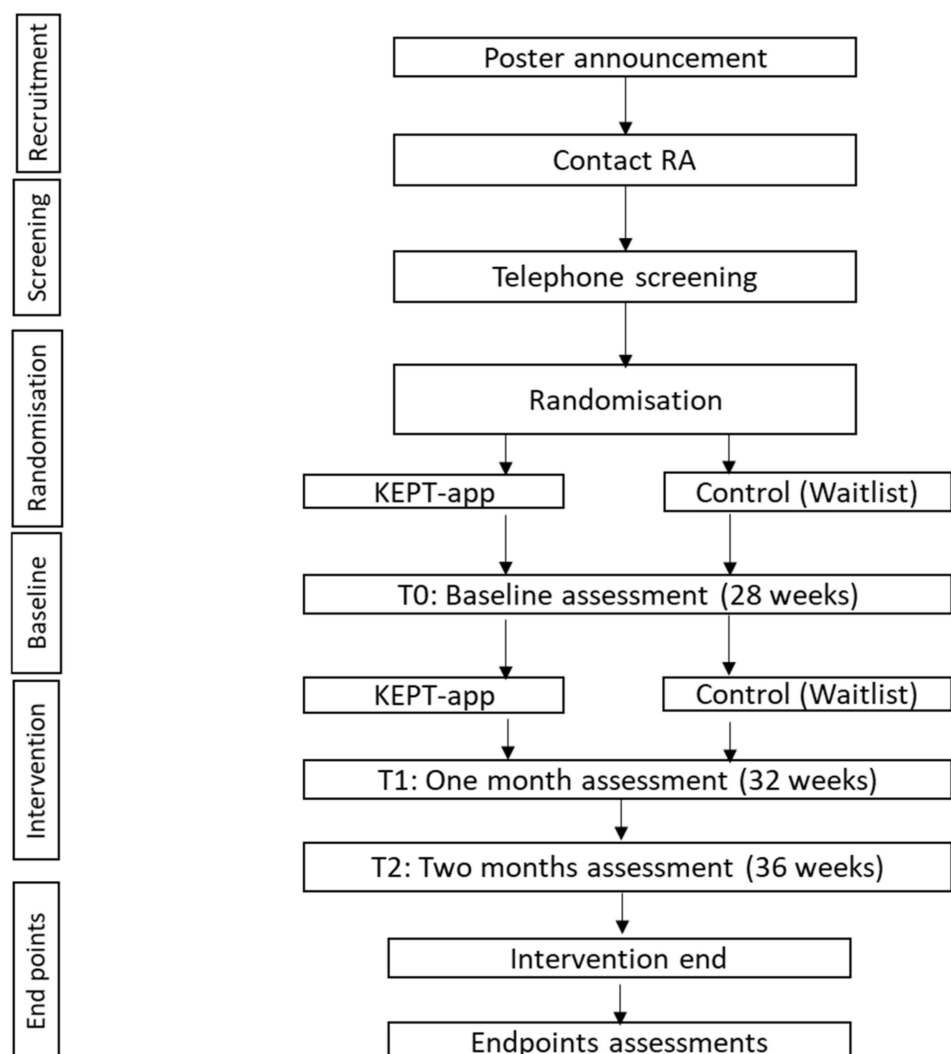 Recruitment
Poster announcement
Contact RA
Screening
Telephone screening
Randomisation
Randomisation
KEPT-app
Control (Waitlist)
Baseline
T0: Baseline assessment (28 weeks)
Intervention
KEPT-app
Control (Waitlist)
T1: One month assessment (32 weeks)
T2: Two months assessment (36 weeks)
End points
Intervention end
Endpoints assessments